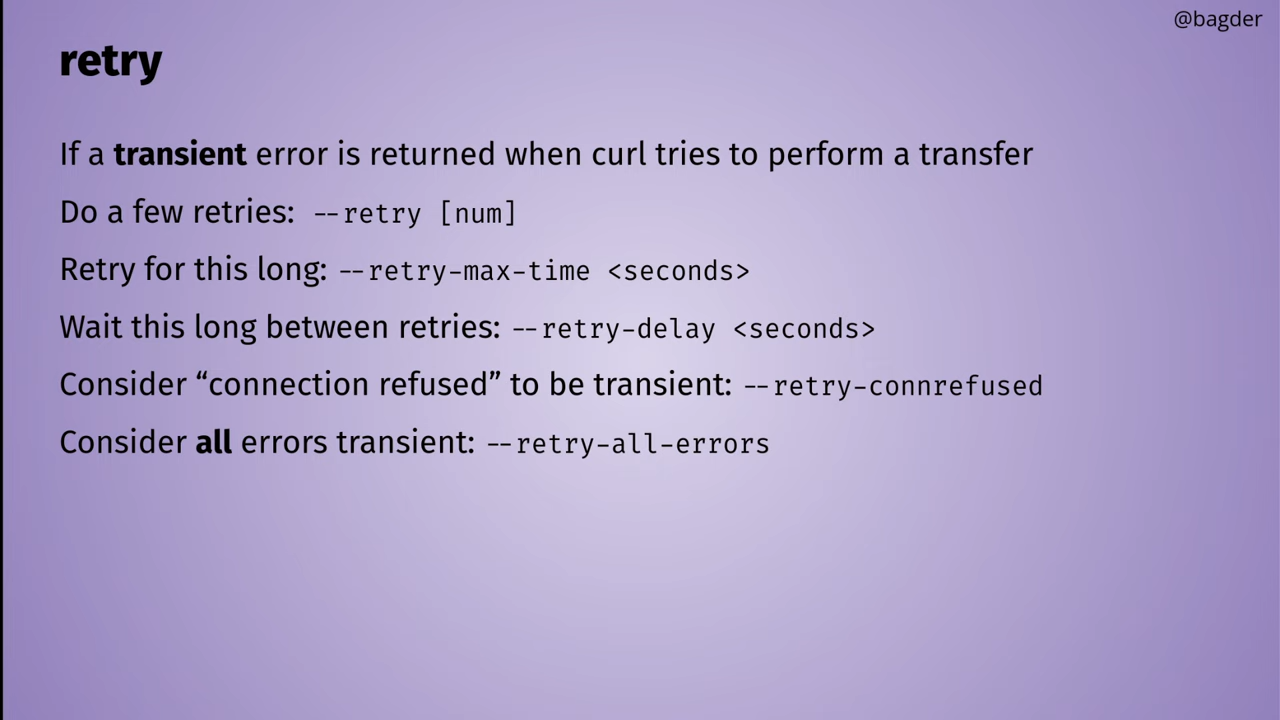 @bagder
retry
If a transient error is returned when curl tries to perform a transfer
Do a few retries: --retry [num]
Retry for this long: --retry-max-time <seconds>
Wait this long between retries: --retry-delay <seconds>
Consider “connection refused” to be transient: --retry-connrefused
Consider all errors transient: --retry-all-errors